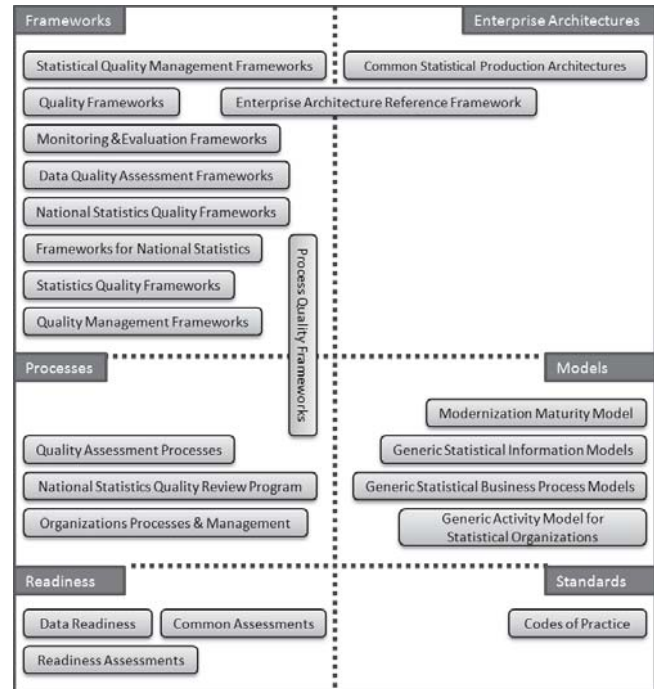 Frameworks
Enterprise Architectures
Statistical Quality Management Frameworks
Common Statistical Production Architectures
Quality Frameworks
Enterprise Architecture Reference Framework
Monitoring &Evaluation Frameworks
Data Quality Assessment Frameworks
National Statistics Quality Frameworks
Frameworks for National Statistics
Statistics Quality Frameworks
Quality Management Frameworks
Process Quality Frameworks
Processes
Models
Modernization Maturity Model
Quality Assessment Processes
Generic Statistical Information Models
National Statistics Quality Review Program
Generic Statistical Business Process Models
Organizations Processes & Management
Generic Activity Model for
Statistical Organizations
Readiness
Standards
Data Readiness
Common Assessments
Codes of Practice
Readiness Assessments